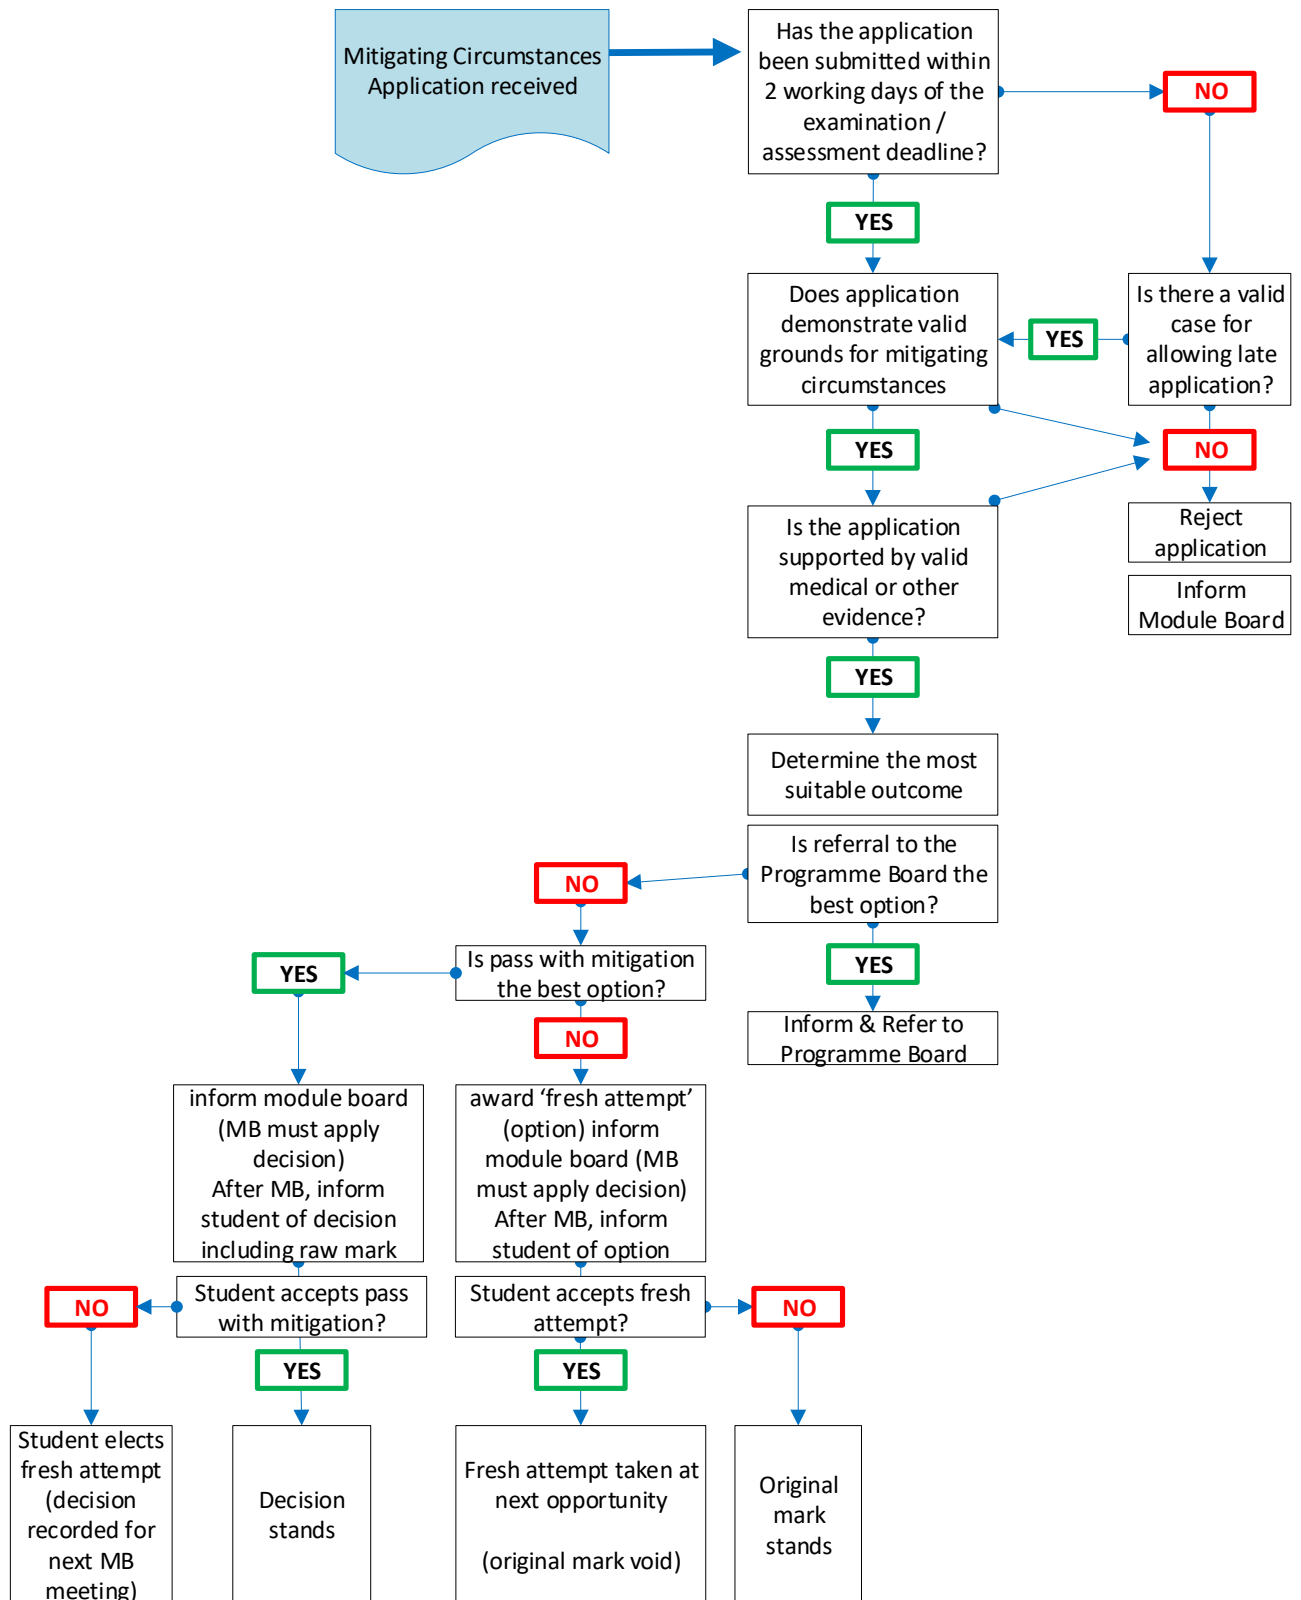 Mitigating Circumstances
Application received
Has the application
been submitted within
2 working days of the
examination /
assessment deadline?
NO
YES
Does application
demonstrate valid
grounds for mitigating
circumstances
YES
Is there a valid
case for
allowing late
application?
YES
NO
Reject
application
Inform
Module Board
Is the application
supported by valid
medical or other
evidence?
YES
Determine the most
suitable outcome
Is referral to the
Programme Board the
best option?
NO
YES
Inform & Refer to
Programme Board
Is pass with mitigation
the best option?
YES
NO
inform module board
(MB must apply
decision)
After MB, inform
student of decision
including raw mark
award ‘fresh attempt’
(option) inform
module board (MB
must apply decision)
After MB, inform
student of option
Student accepts pass
with mitigation?
NO
YES
Student accepts fresh
attempt?
NO
YES
Student elects
fresh attempt
(decision
recorded for
next MB
meeting)
Decision
stands
Fresh attempt taken at
next opportunity
(original mark void)
Original
mark
stands